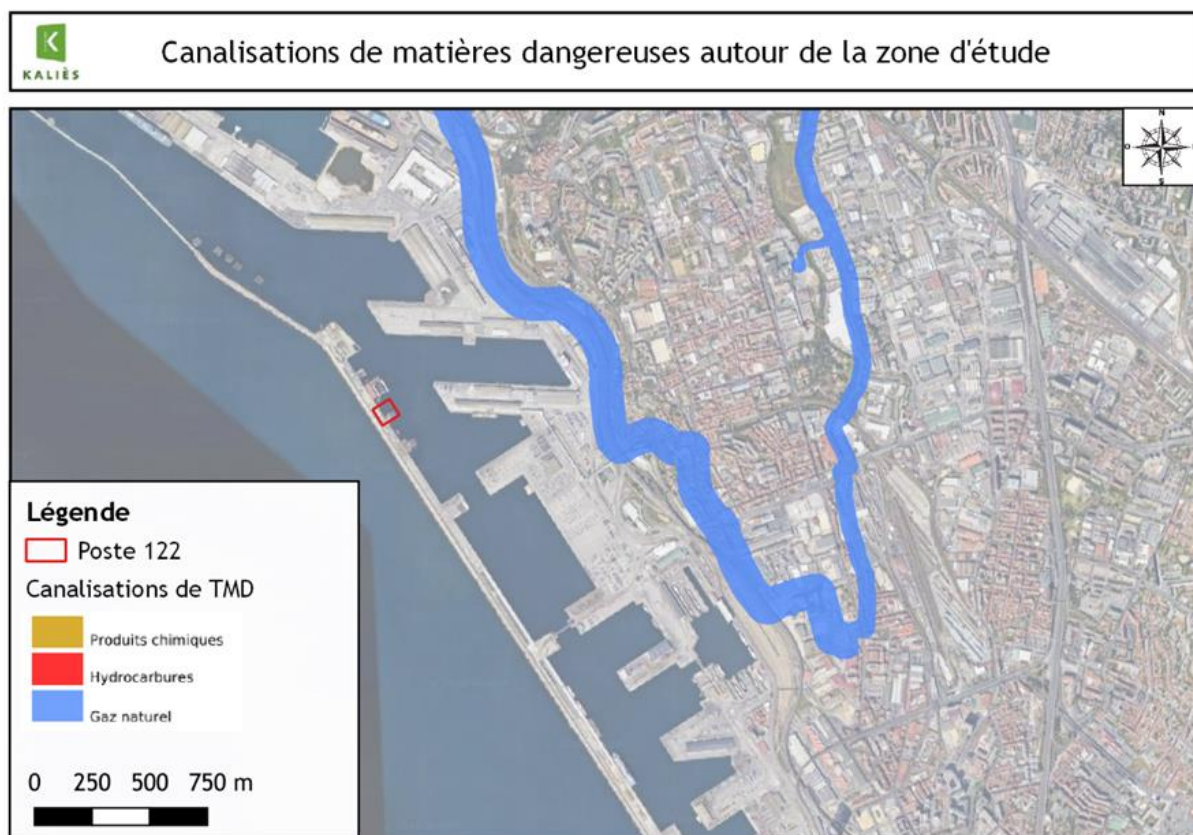 KALIÈS
Canalisations de matières dangereuses autour de la zone d'étude
N
O
S
Légende
Poste 122
Canalisations de TMD
Produits chimiques
Hydrocarbures
Gaz naturel
0 250 500 750 m